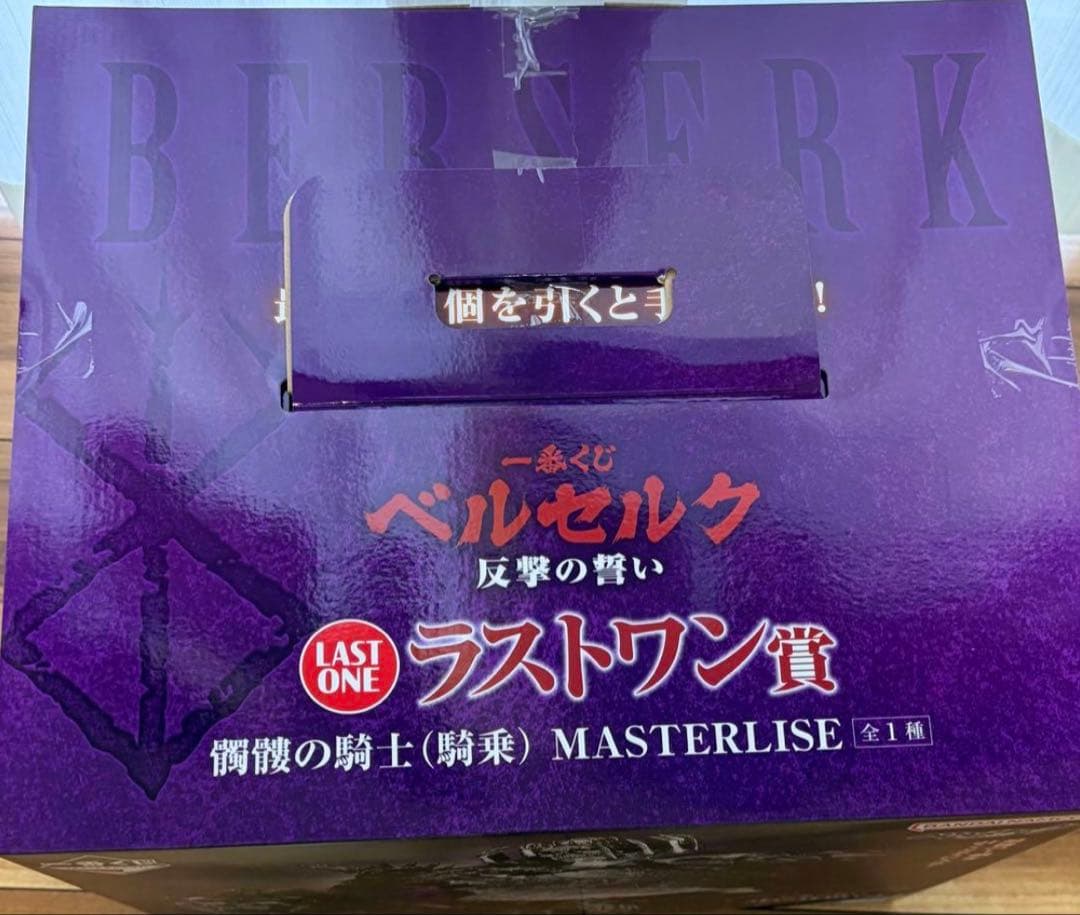 BERSERK
個を引くと手
!
一番くじ
ベルセルク
反撃の誓い
LAST
ONE
ラストワン賞
髑髏の騎士(騎乗) MASTERLISE 全1種